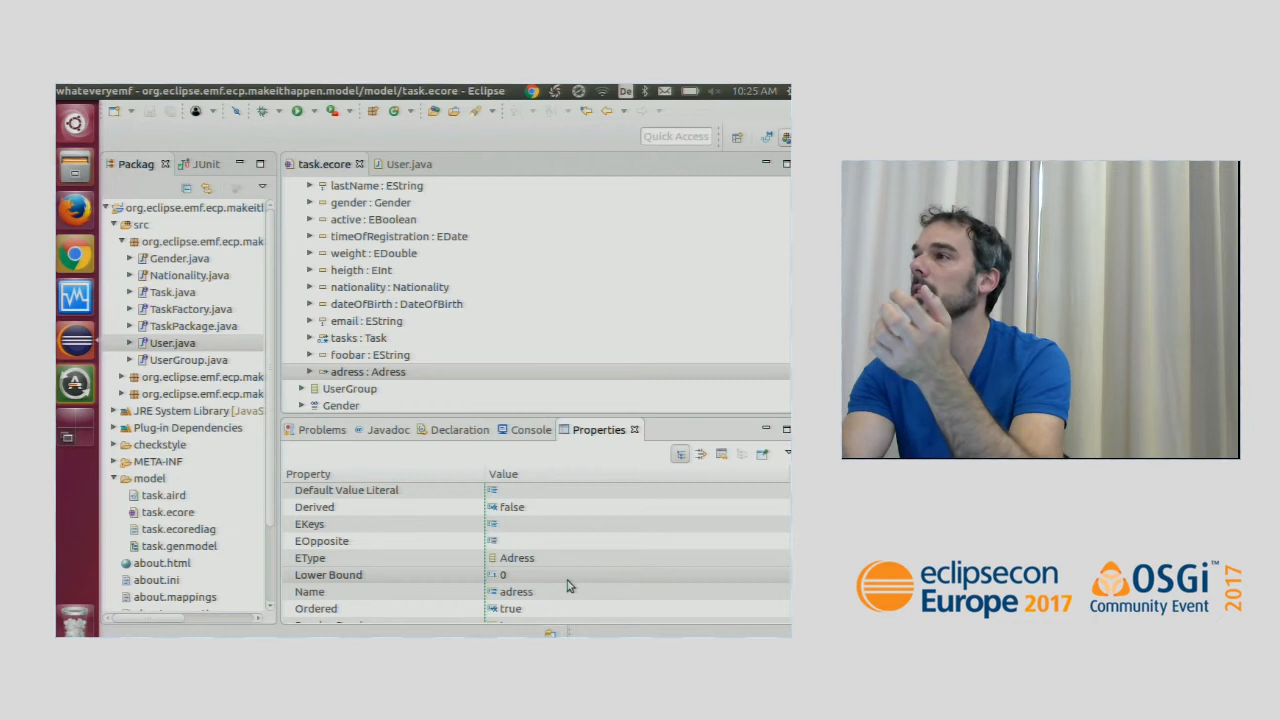 whateveryemf - org.eclipse.emf.ecp.makeithappen.model/model/task.ecore - Eclipse
De
10:25 AM
Quick Access
Packag
JUnit
task.ecore
User.java
org.eclipse.emf.ecp.makeith
src
org.eclipse.emf.ecp.mak
Gender.java
Nationality.java
Task.java
TaskFactory.java
TaskPackage.java
User.java
UserGroup.java
org.eclipse.emf.ecp.mak
org.eclipse.emf.ecp.mak
JRE System Library [JavaS
Plug-in Dependencies
checkstyle
META-INF
model
task.aird
task.ecore
task.ecorediag
task.genmodel
about.html
about.ini
about.mappings
lastName : EString
gender : Gender
active : EBoolean
timeOfRegistration : EDate
weight : EDouble
heigth : EInt
nationality : Nationality
dateOfBirth : DateOfBirth
email : EString
tasks : Task
foobar : EString
adress : Adress
UserGroup
Gender
Problems
Javadoc
Declaration
Console
Properties
Property Value
Default Value Literal
Derived false
EKeys
EOpposite
EType Adress
Lower Bound 0
Name adress
Ordered true
eclipsecon
Europe 2017
OSGi™
Community Event
2017